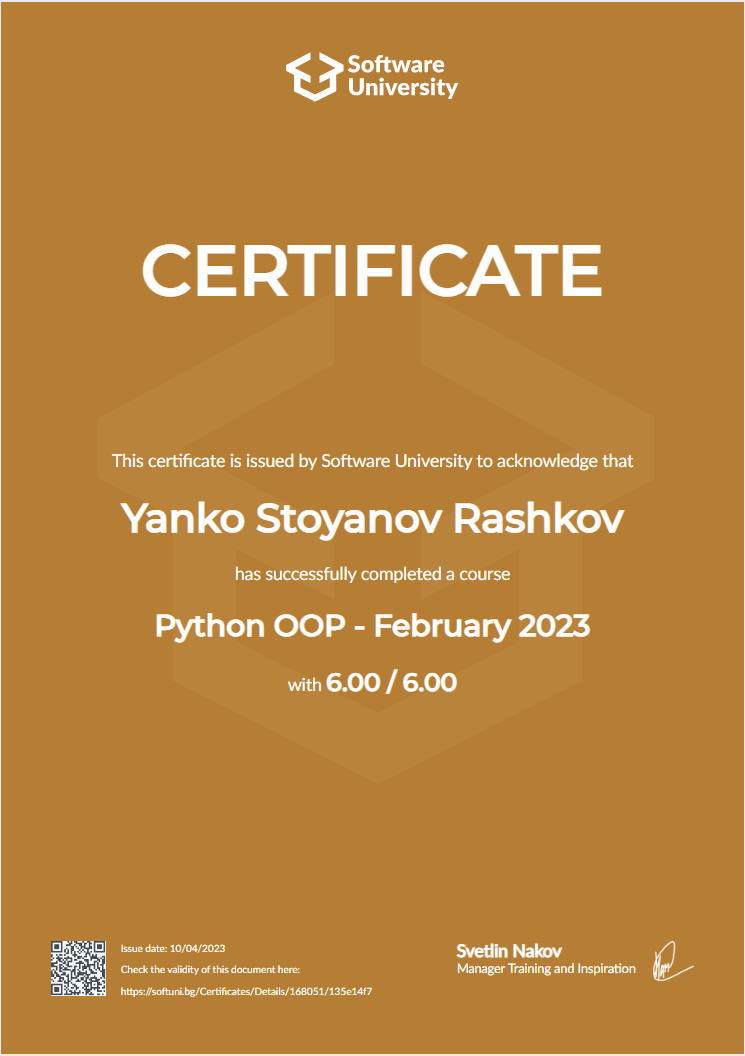 Software
University
CERTIFICATE
This certificate is issued by Software University to acknowledge that
Yanko Stoyanov Rashkov
has successfully completed a course
Python OOP - February 2023
with 6.00 / 6.00
Issue date: 10/04/2023
Check the validity of this document here:
https://softuni.bg/Certificates/Details/168051/135e14f7
Svetlin Nakov
Manager Training and Inspiration